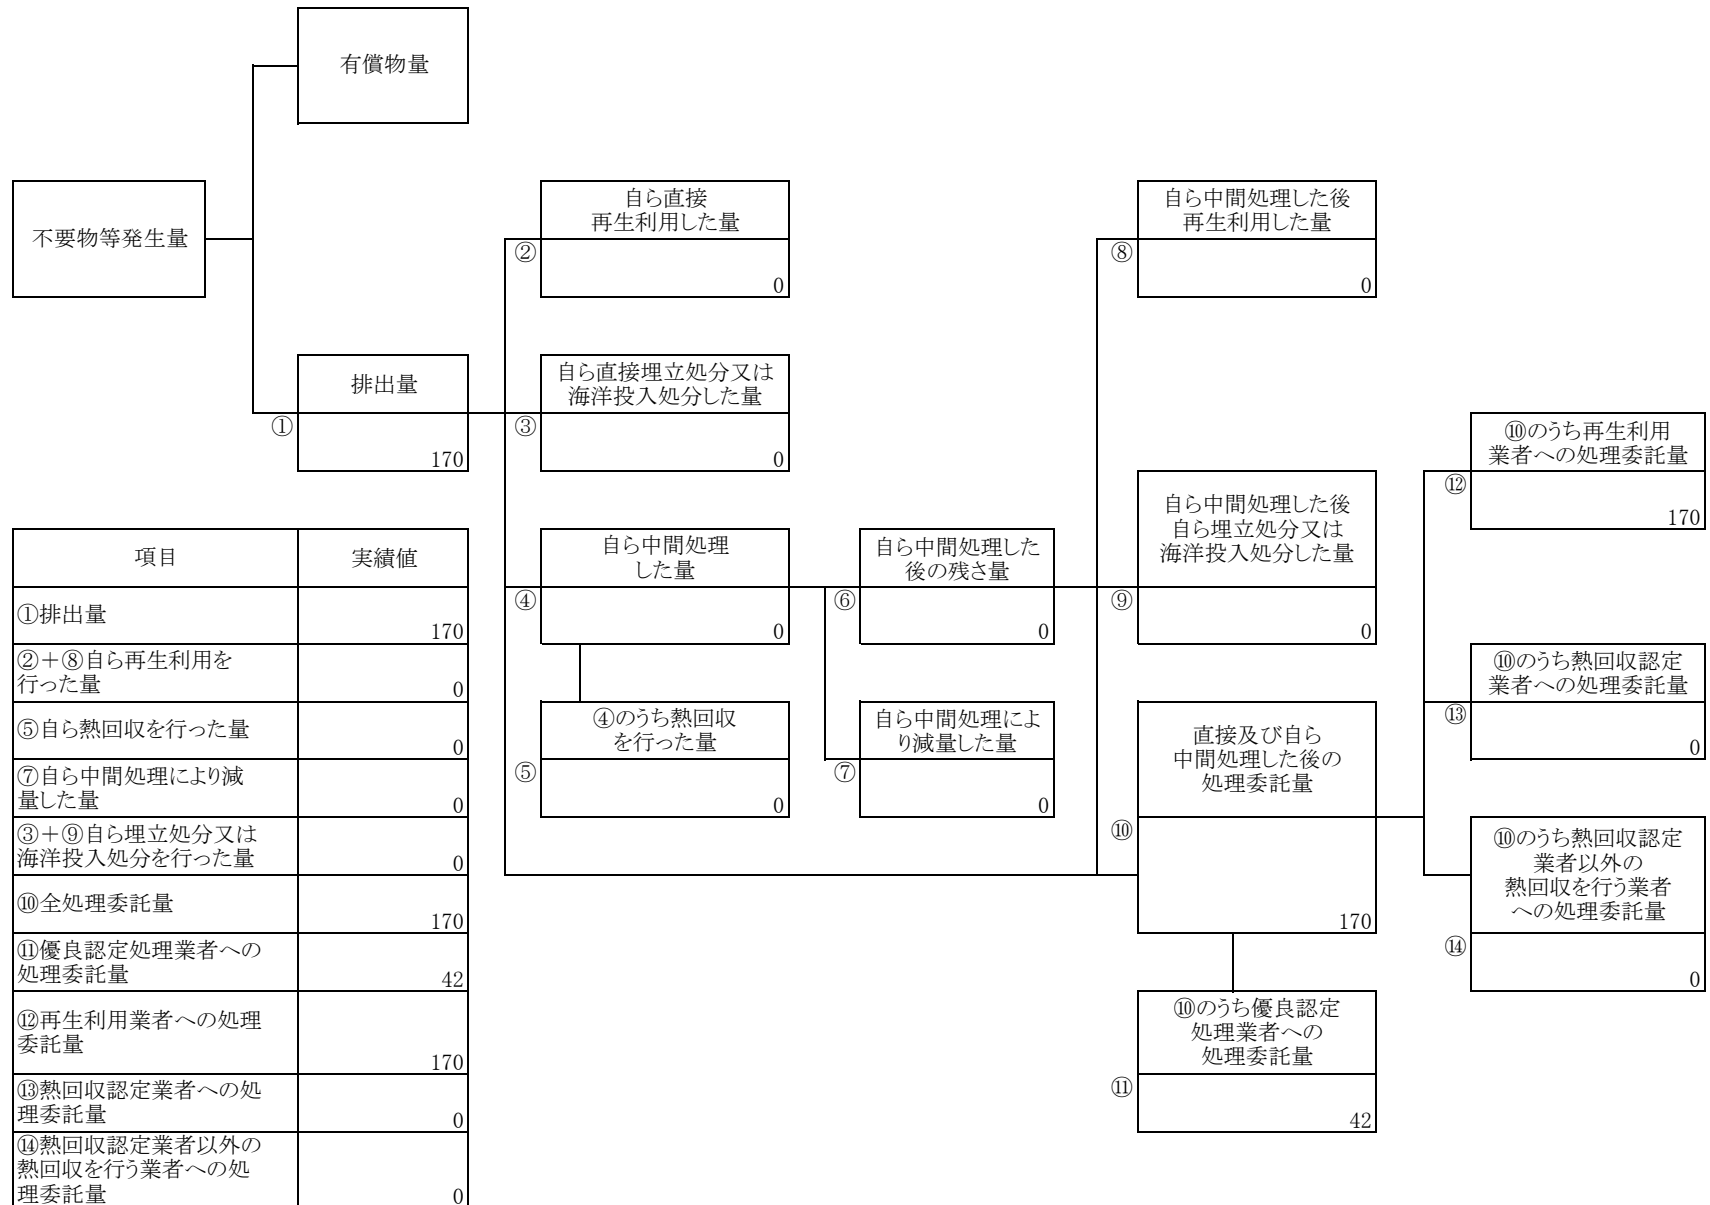 有償物量
不要物等発生量
自ら直接
再生利用した量
②
0
自ら中間処理した後
再生利用した量
⑧
0
排出量
①
170
自ら直接埋立処分又は
海洋投入処分した量
③
0
⑩のうち再生利用
業者への処理委託量
⑫
170
自ら中間処理
した量
④
0
自ら中間処理した
後の残さ量
⑥
0
自ら中間処理した後
自ら埋立処分又は
海洋投入処分した量
⑨
0
⑩のうち熱回収認定
業者への処理委託量
⑬
0
④のうち熱回収
を行った量
⑤
0
自ら中間処理によ
り減量した量
⑦
0
直接及び自ら
中間処理した後の
処理委託量
⑩
170
⑩のうち熱回収認定
業者以外の
熱回収を行う業者
への処理委託量
⑭
0
⑩のうち優良認定
処理業者への
処理委託量
⑪
42
項目 実績値
①排出量
170
②＋⑧自ら再生利用を
行った量
0
⑤自ら熱回収を行った量
0
⑦自ら中間処理により減
量した量
0
③＋⑨自ら埋立処分又は
海洋投入処分を行った量
0
⑩全処理委託量
170
⑪優良認定処理業者への
処理委託量
42
⑫再生利用業者への処理
委託量
170
⑬熱回収認定業者への処
理委託量
0
⑭熱回収認定業者以外の
熱回収を行う業者への処
理委託量
0